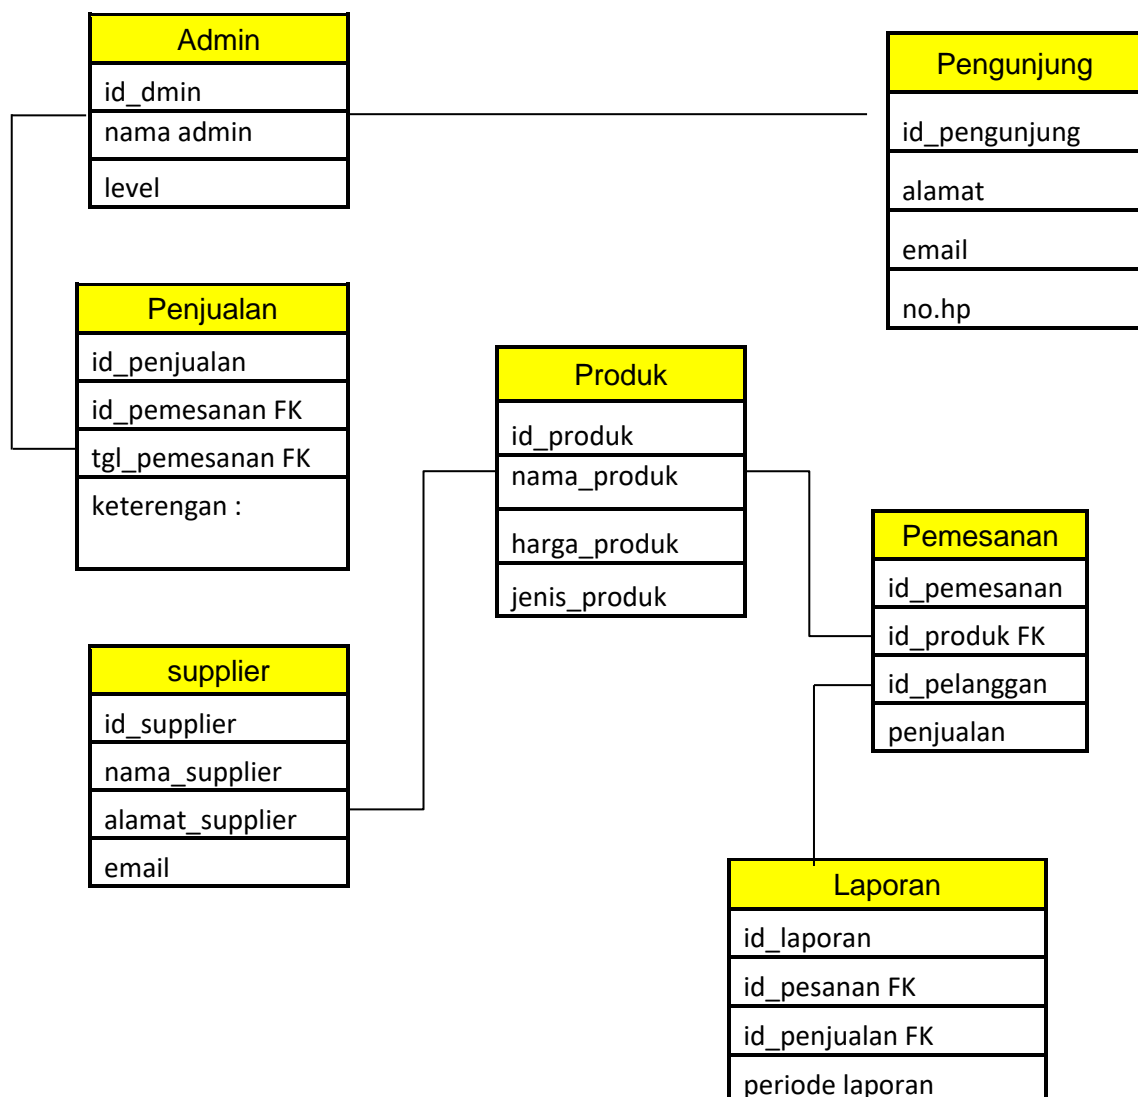 Admin
id_dmin
nama admin
level
Pengunjung
id_pengunjung
alamat
email
no.hp
Penjualan
id_penjualan
id_pemesanan FK
tgl_pemesanan FK
keterengan :
Produk
id_produk
nama_produk
harga_produk
jenis_produk
Pemesanan
id_pemesanan
id_produk FK
id_pelanggan
penjualan
supplier
id_supplier
nama_supplier
alamat_supplier
email
Laporan
id_laporan
id_pesanan FK
id_penjualan FK
periode laporan